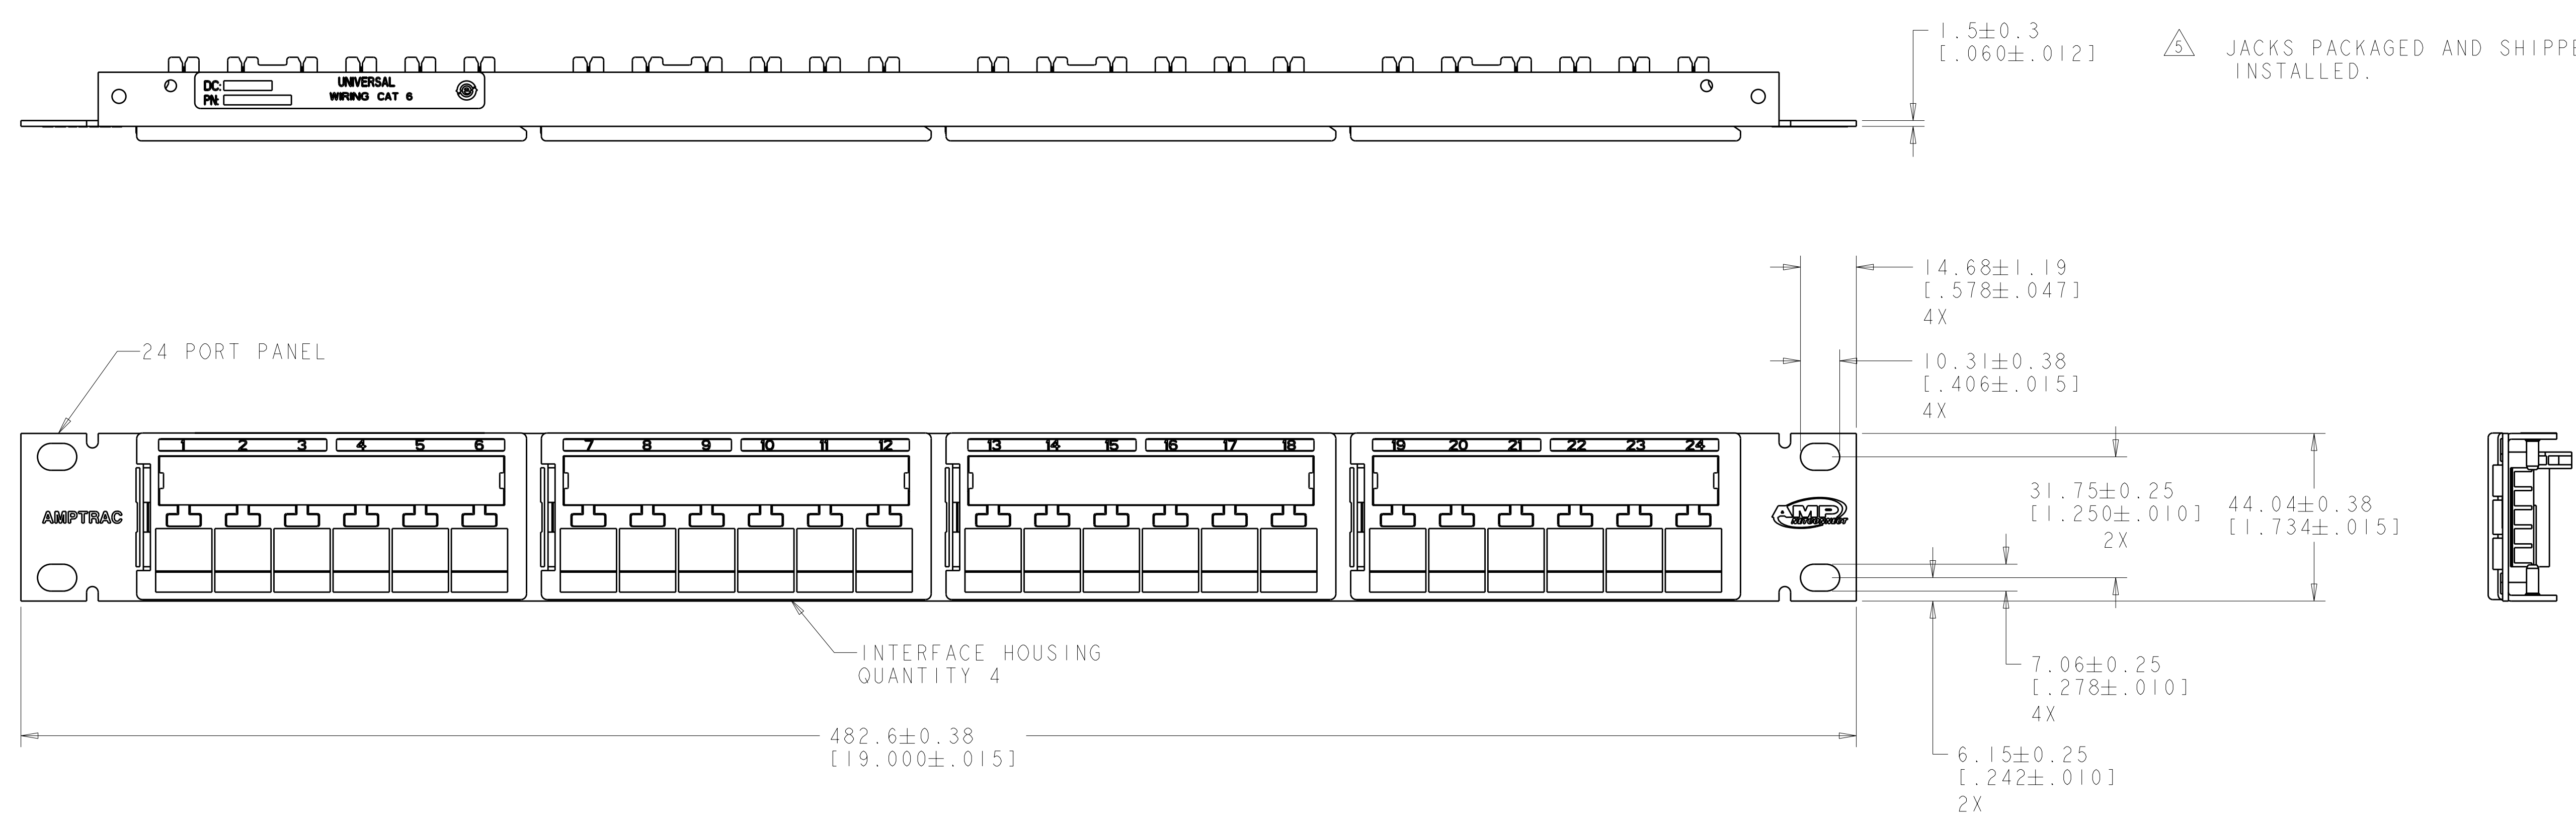 1.5±0.3
[.060±.012]
5
JACKS PACKAGED AND
INSTALLED.
DC:
PN:
UNIVERSAL
WIRING CAT 6
14.68±1.19
[.578±.047]
4X
10.31±0.38
[.406±.015]
4X
24 PORT PANEL
1 2 3 4 5 6 7 8 9 10 11 12 13 14 15 16 17 18 19 20 21 22 23 24
AMPTRAC
AMP
NETCONNECT
31.75±0.25
[1.250±.010]
2X
44.04±0.38
[1.734±.015]
INTERFACE HOUSING
QUANTITY 4
7.06±0.25
[.278±.010]
4X
482.6±0.38
[19.000±.015]
6.15±0.25
[.242±.010]
2X